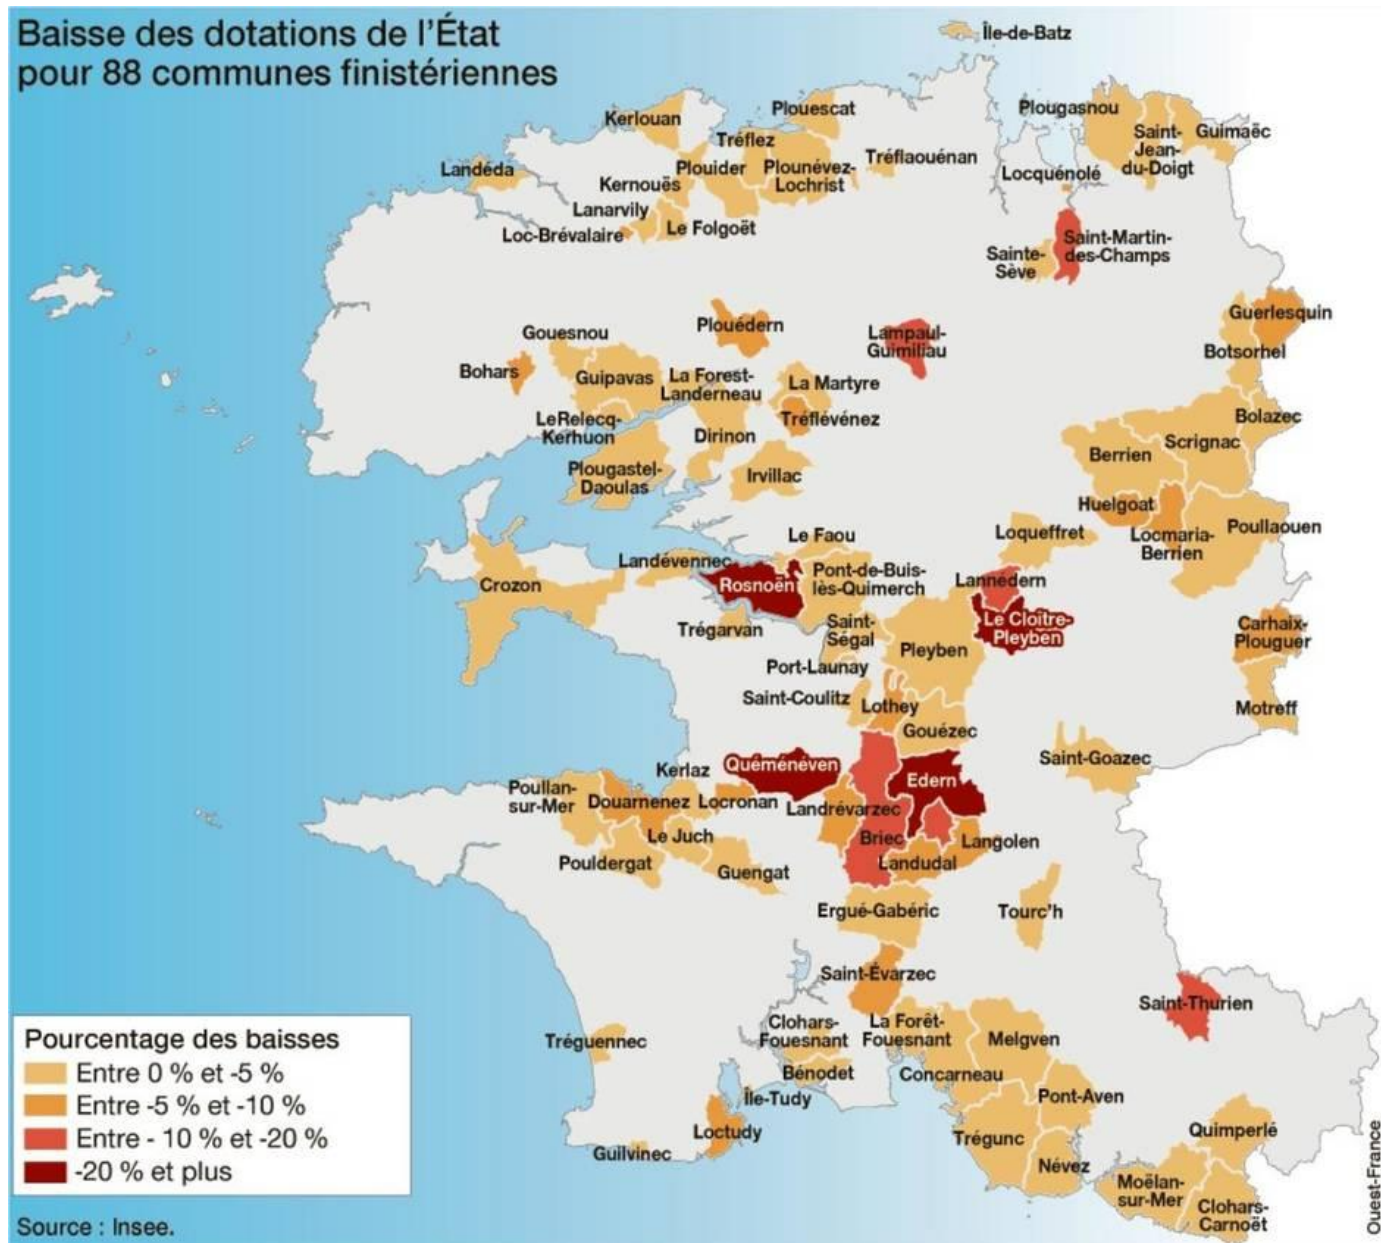 Baisse des dotations de l'État
pour 88 communes finistériennes
Île-de-Batz
Kerlouan
Plouescat
Plougasnou
Tréflez
Saint-
Jean-
du-Doigt
Guimaëc
Landéda
Plouider
Plounévez-
Lochrist
Tréflaouénan
Locquénolé
Kernouës
Lanarvily
Loc-Brévalaire
Le Folgoët
Sainte-
Sève
Saint-Martin-
des-Champs
Guerlesquin
Gouesnou
Plouédern
Lampaul-
Guimiliau
Botsorhel
Bohars
Guipavas
La Forest-
Landerneau
La Martyre
LeRelecq-
Kerhuon
Tréflévénez
Dirinon
Bolazec
Scrignac
Berrien
Plougastel-
Daoulas
Irvillac
Huelgoat
Locmaria-
Berrien
Poullaouen
Le Faou
Loqueffret
Crozon
Landévennec
Rosnoën
Pont-de-Buis-
lès-Quimerch
Lannédern
Le Cloître-
Pleyben
Trégarvan
Saint-
Ségal
Pleyben
Carhaix-
Plouguer
Port-Launay
Saint-Coulitz
Lothey
Motreff
Gouézec
Saint-Goazec
Kerlaz
Quéménéven
Edern
Poullan-
sur-Mer
Douarnenez
Locronan
Landrévarzec
Le Juch
Briec
Langolen
Pouldergat
Guengat
Landudal
Ergué-Gabéric
Tourc'h
Saint-Évarzec
Saint-Thurien
Tréguennec
Clohars-
Fouesnant
La Forêt-
Fouesnant
Melgven
Bénodet
Concarneau
Île-Tudy
Pont-Aven
Loctudy
Trégunc
Quimperlé
Guilvinec
Névez
Moëlan-
sur-Mer
Clohars-
Carnoët
Pourcentage des baisses
Entre 0 % et -5 %
Entre -5 % et -10 %
Entre - 10 % et -20 %
-20 % et plus
Source : Insee.
Ouest-France